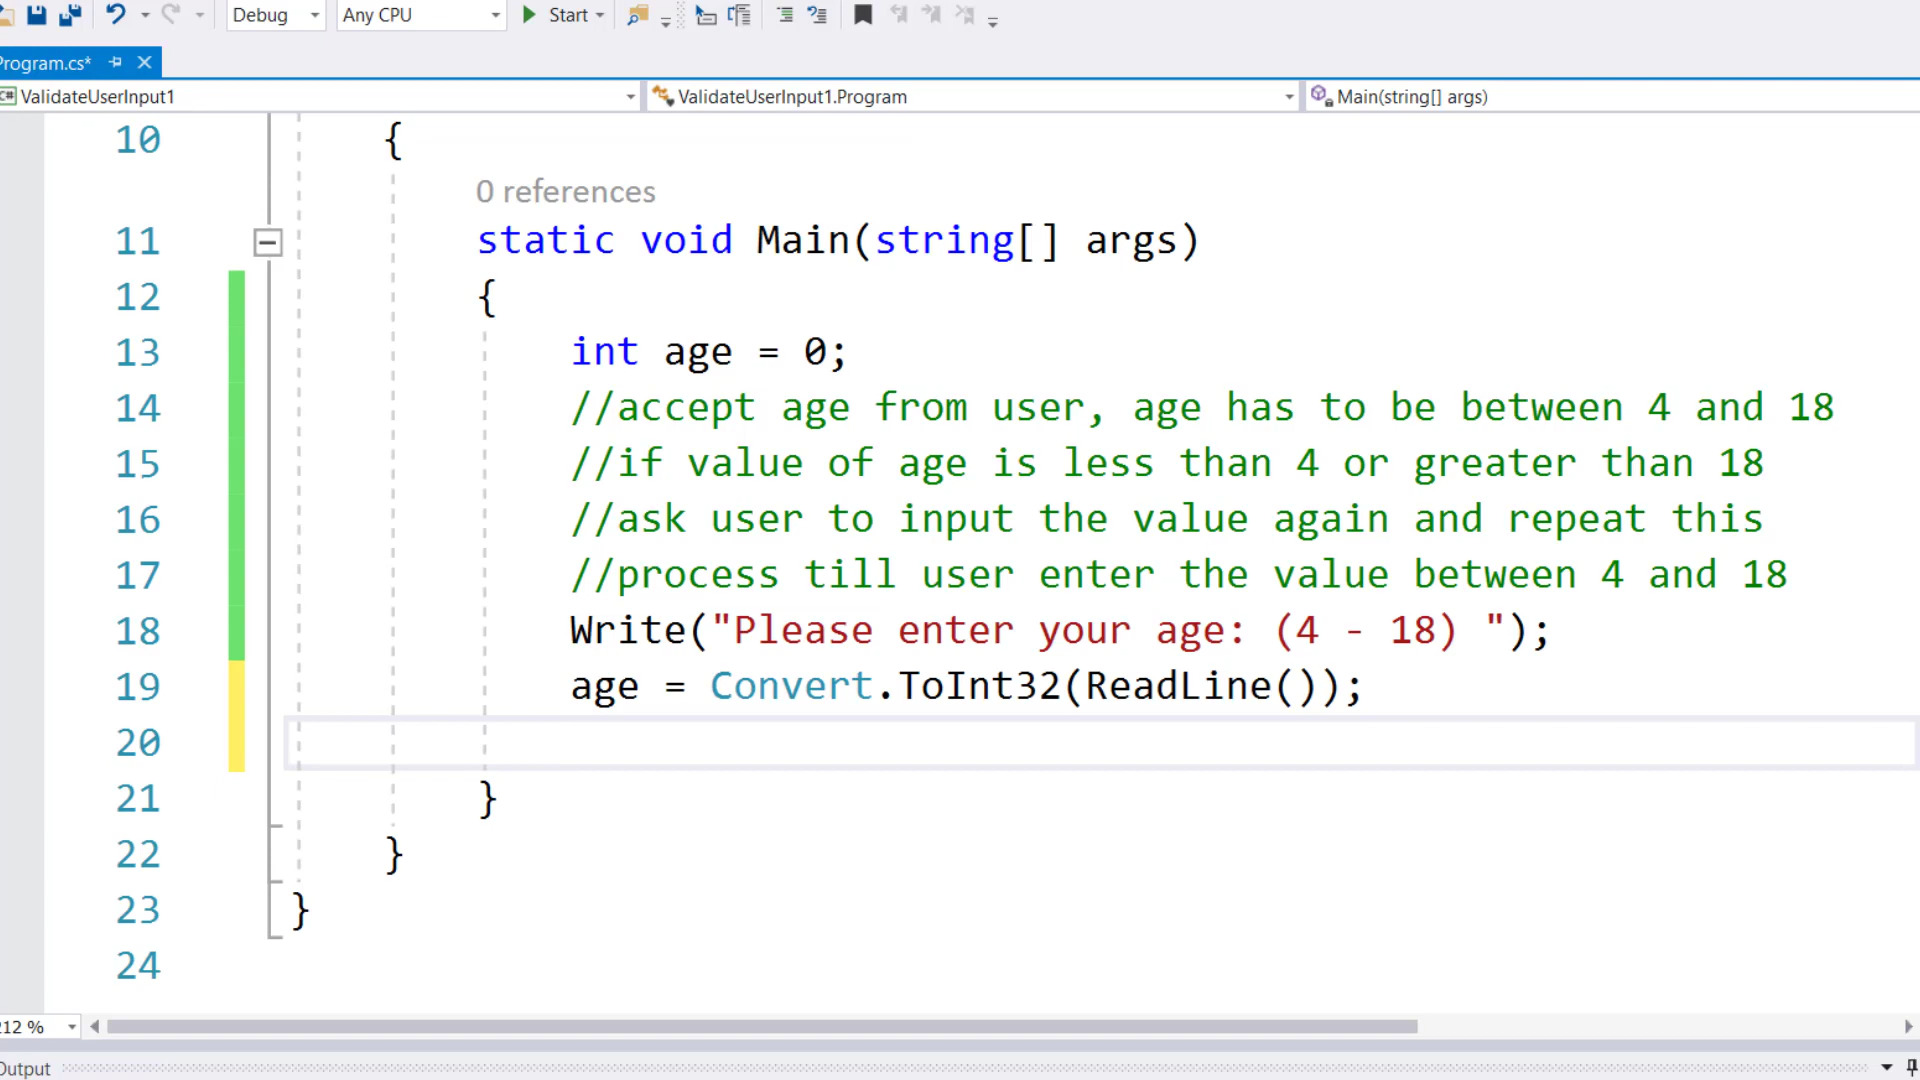 Debug Any CPU Start
Program.cs*
C# ValidateUserInput1 ValidateUserInput1.Program Main(string[] args)
10 {
0 references
11 static void Main(string[] args)
12 {
13 int age = 0;
14 //accept age from user, age has to be between 4 and 18
15 //if value of age is less than 4 or greater than 18
16 //ask user to input the value again and repeat this
17 //process till user enter the value between 4 and 18
18 Write("Please enter your age: (4 - 18) ");
19 age = Convert.ToInt32(ReadLine());
20
21 }
22 }
23 }
24
212 %
Output